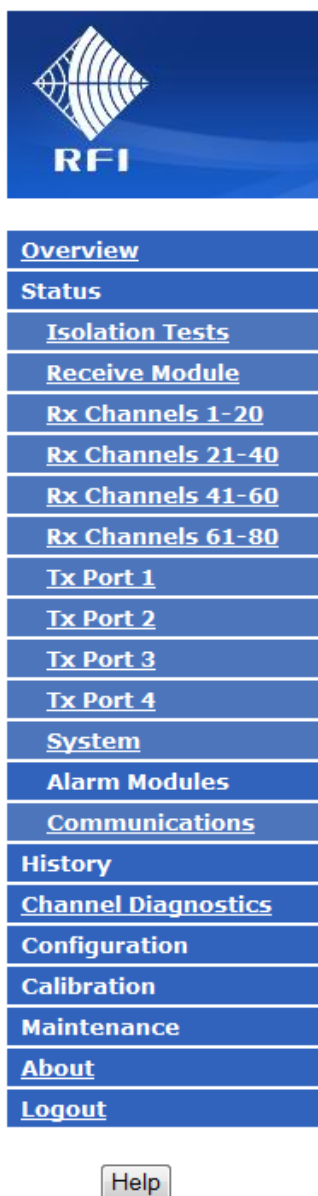 RFI
Overview
Status
Isolation Tests
Receive Module
Rx Channels 1-20
Rx Channels 21-40
Rx Channels 41-60
Rx Channels 61-80
Tx Port 1
Tx Port 2
Tx Port 3
Tx Port 4
System
Alarm Modules
Communications
History
Channel Diagnostics
Configuration
Calibration
Maintenance
About
Logout
Help